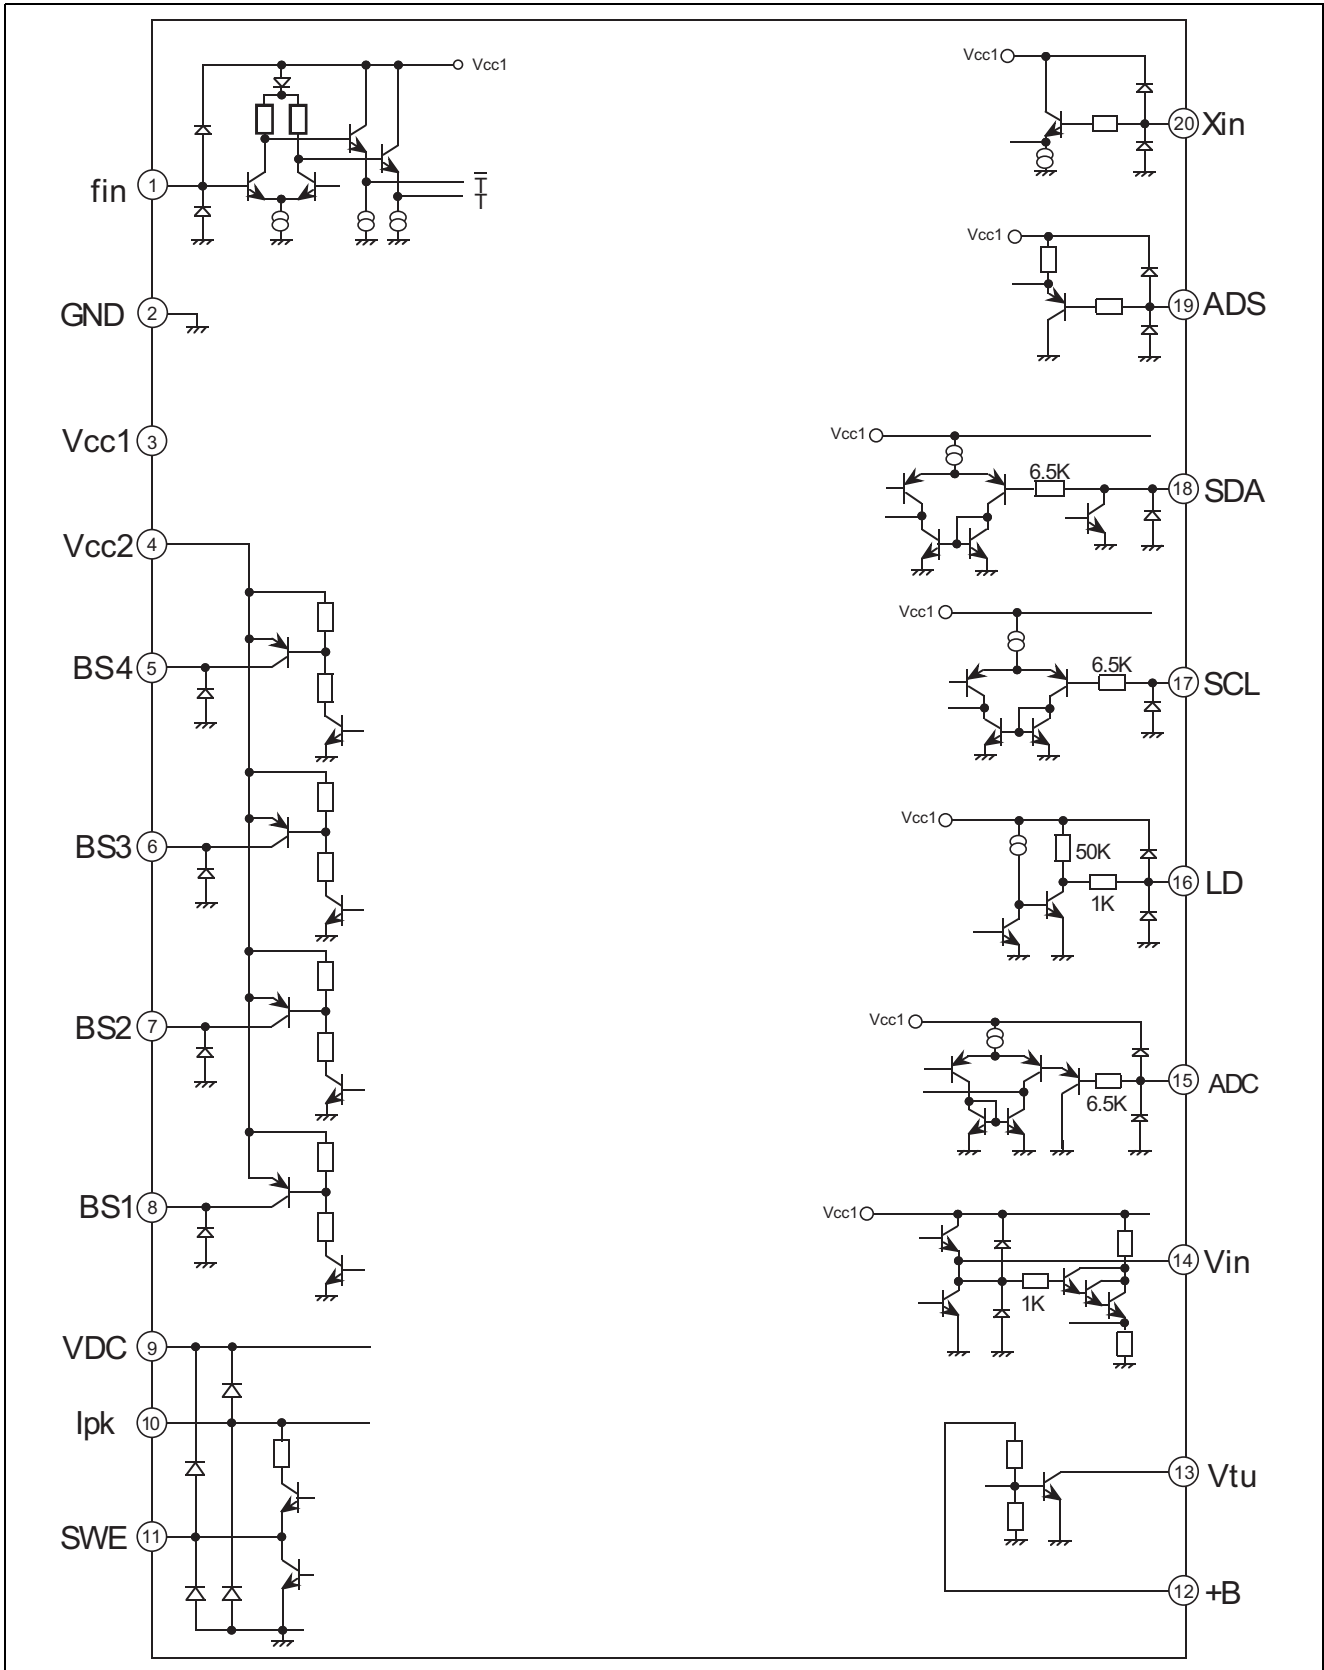 Vcc1
fin
1
T
T
GND
2
Vcc1
3
Vcc2
4
BS4
5
BS3
6
BS2
7
BS1
8
VDC
9
Ipk
10
SWE
11
Vcc1
20
Xin
Vcc1
19
ADS
Vcc1
6.5K
18
SDA
Vcc1
6.5K
17
SCL
Vcc1
50K
1K
16
LD
Vcc1
6.5K
15
ADC
Vcc1
1K
14
Vin
13
Vtu
12
+B